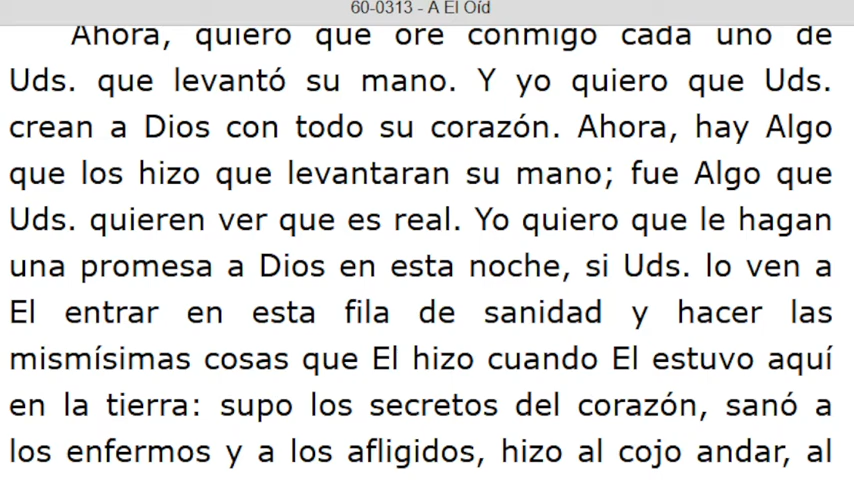 60-0313 - A El Oíd
Ahora, quiero que ore conmigo cada uno de
Uds. que levantó su mano. Y yo quiero que Uds.
crean a Dios con todo su corazón. Ahora, hay Algo
que los hizo que levantaran su mano; fue Algo que
Uds. quieren ver que es real. Yo quiero que le hagan
una promesa a Dios en esta noche, si Uds. lo ven a
El entrar en esta fila de sanidad y hacer las
mismísimas cosas que El hizo cuando El estuvo aquí
en la tierra: supo los secretos del corazón, sanó a
los enfermos y a los afligidos, hizo al cojo andar, al